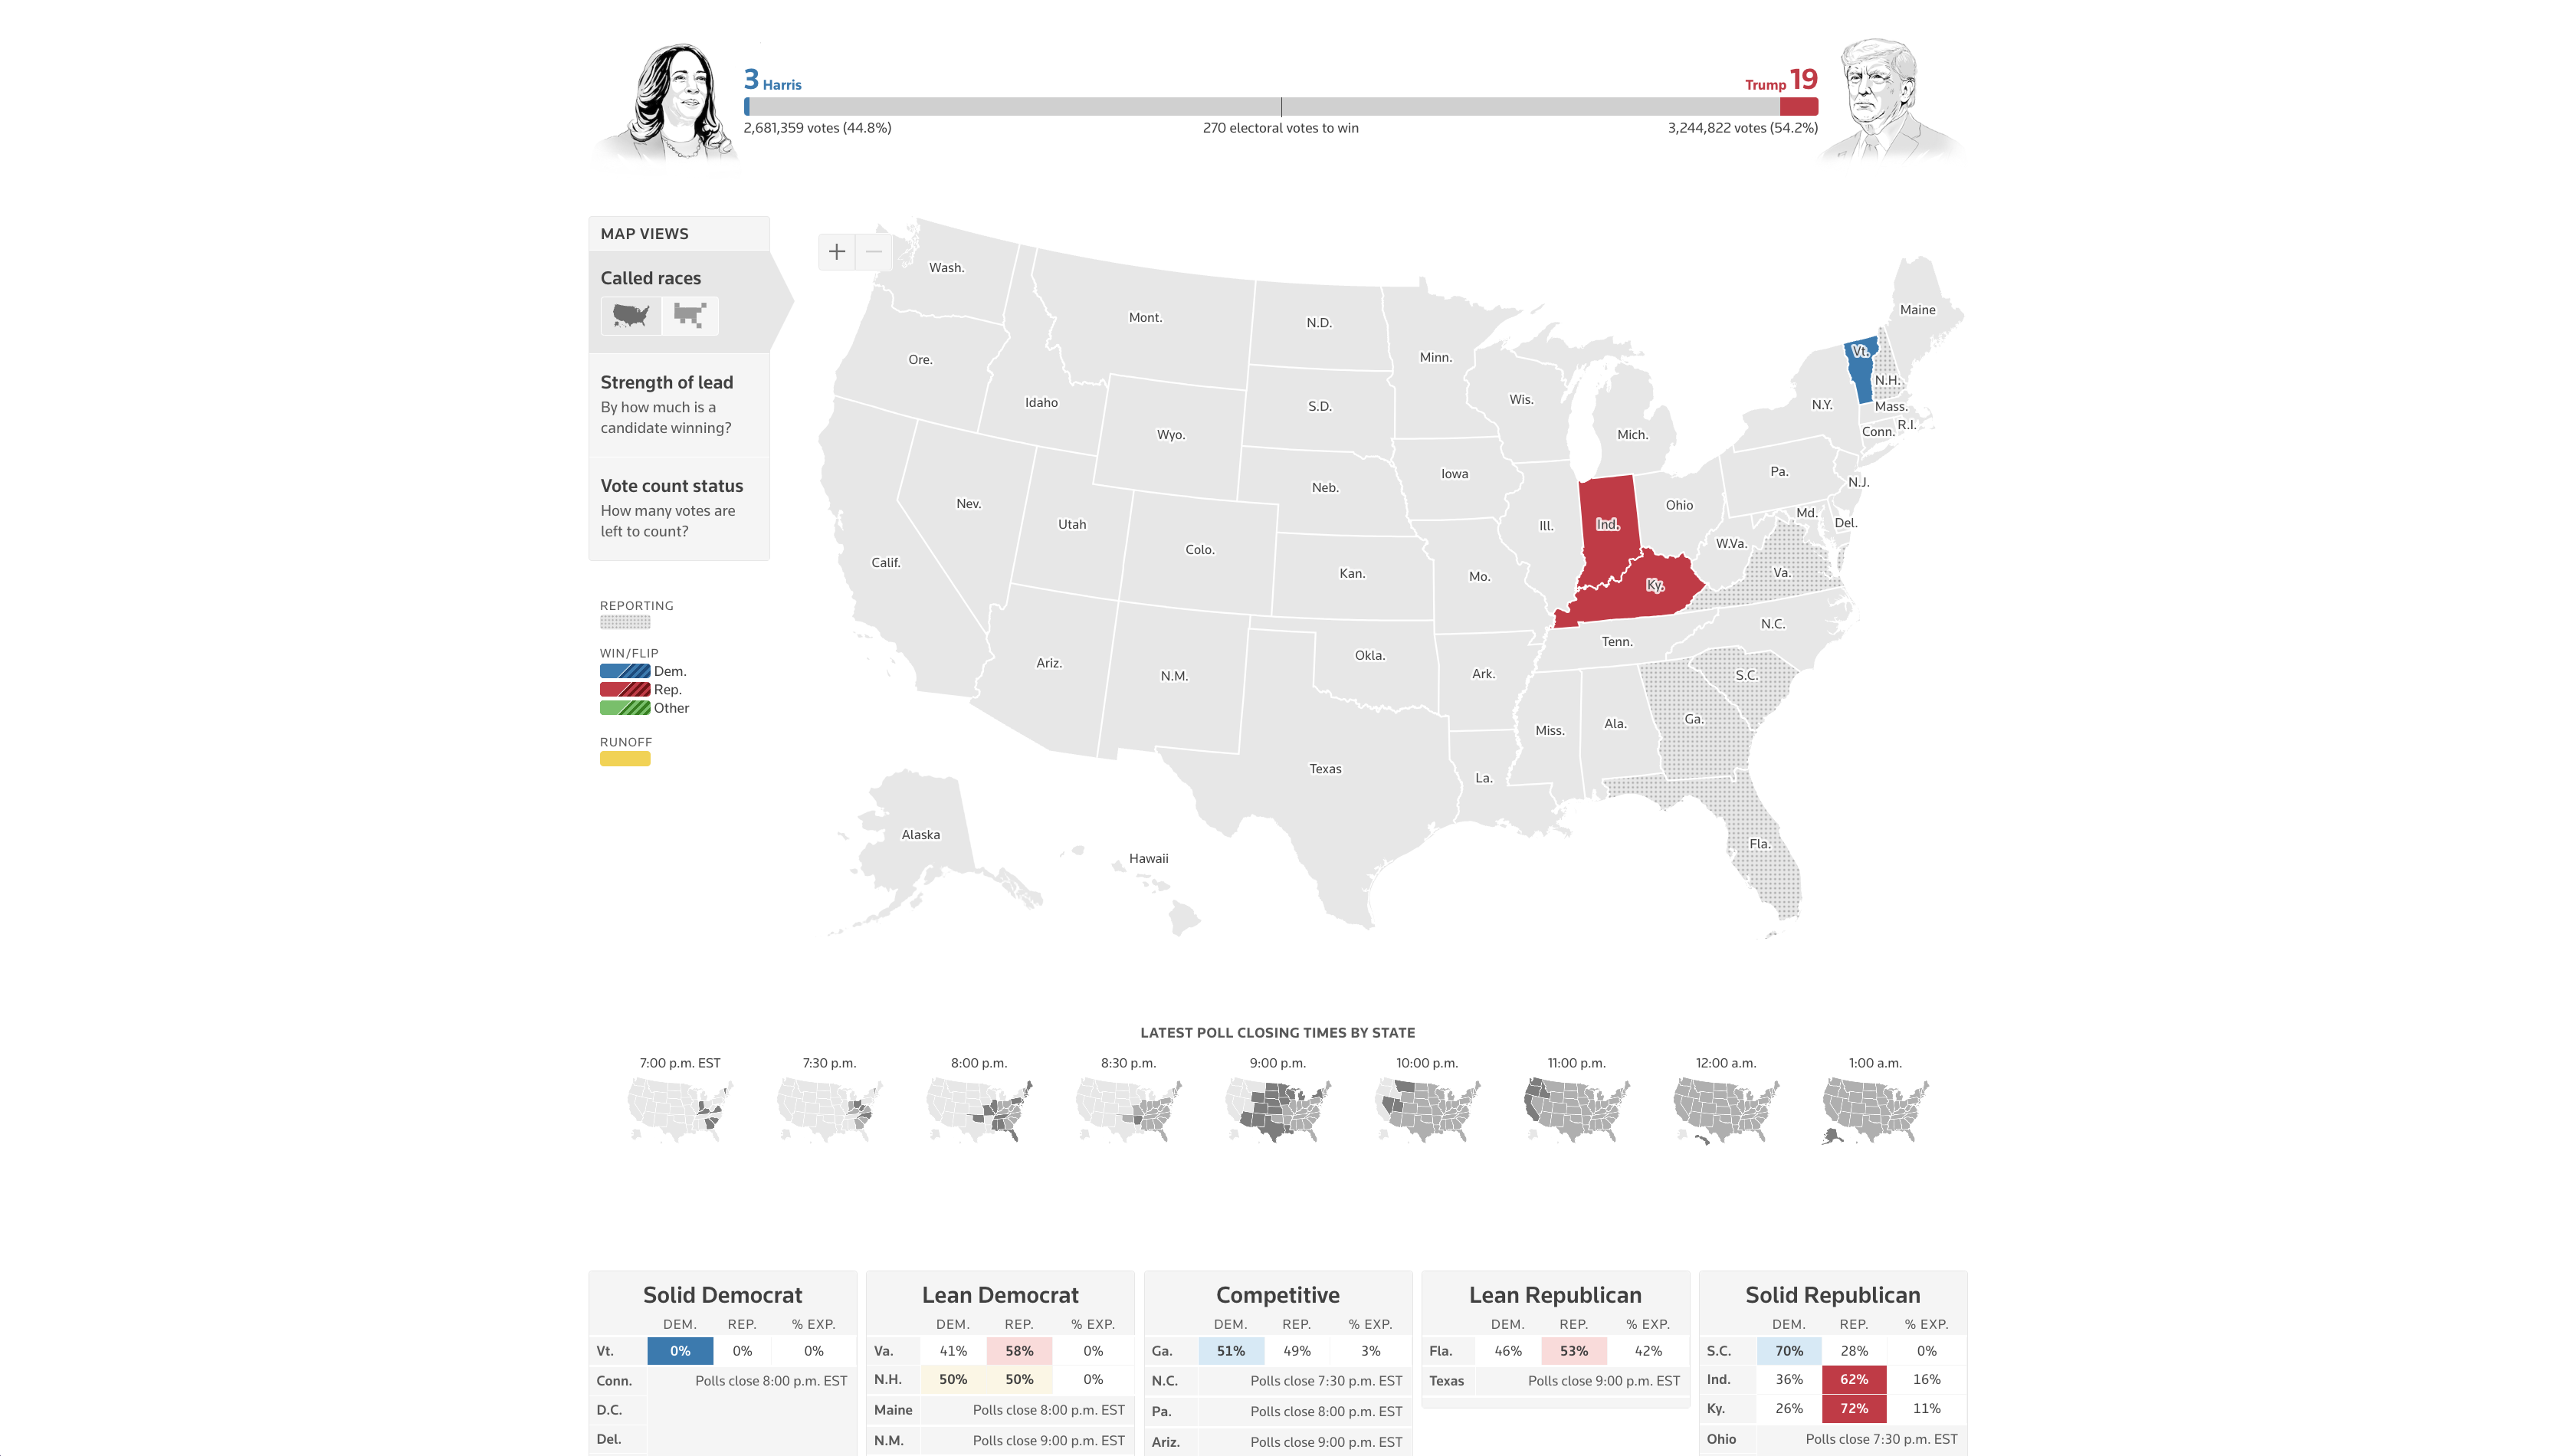 3 Harris
Trump 19
2,681,359 votes (44.8%)
270 electoral votes to win
3,244,822 votes (54.2%)
MAP VIEWS
Called races
Strength of lead
By how much is a
candidate winning?
Vote count status
How many votes are
left to count?
REPORTING
WIN/FLIP
Dem.
Rep.
Other
RUNOFF
+ −
Wash.
Maine
Mont.
N.D.
Vt.
Minn.
Ore.
N.H.
Idaho
Wis.
N.Y.
Mass.
S.D.
R.I.
Conn.
Wyo.
Mich.
Pa.
Iowa
N.J.
Neb.
Nev.
Ohio
Md.
Del.
Utah
Ill.
Ind.
W.Va.
Colo.
Calif.
Kan.
Mo.
Va.
Ky.
N.C.
Tenn.
Okla.
Ariz.
Ark.
N.M.
S.C.
Ga.
Ala.
Miss.
Texas
La.
Alaska
Fla.
Hawaii
LATEST POLL CLOSING TIMES BY STATE
7:00 p.m. EST
7:30 p.m.
8:00 p.m.
8:30 p.m.
9:00 p.m.
10:00 p.m.
11:00 p.m.
12:00 a.m.
1:00 a.m.
Solid Democrat
DEM. REP. % EXP.
Vt. 0% 0% 0%
Conn. Polls close 8:00 p.m. EST
D.C.
Del.
Lean Democrat
DEM. REP. % EXP.
Va. 41% 58% 0%
N.H. 50% 50% 0%
Maine Polls close 8:00 p.m. EST
N.M. Polls close 9:00 p.m. EST
Competitive
DEM. REP. % EXP.
Ga. 51% 49% 3%
N.C. Polls close 7:30 p.m. EST
Pa. Polls close 8:00 p.m. EST
Ariz. Polls close 9:00 p.m. EST
Lean Republican
DEM. REP. % EXP.
Fla. 46% 53% 42%
Texas Polls close 9:00 p.m. EST
Solid Republican
DEM. REP. % EXP.
S.C. 70% 28% 0%
Ind. 36% 62% 16%
Ky. 26% 72% 11%
Ohio Polls close 7:30 p.m. EST